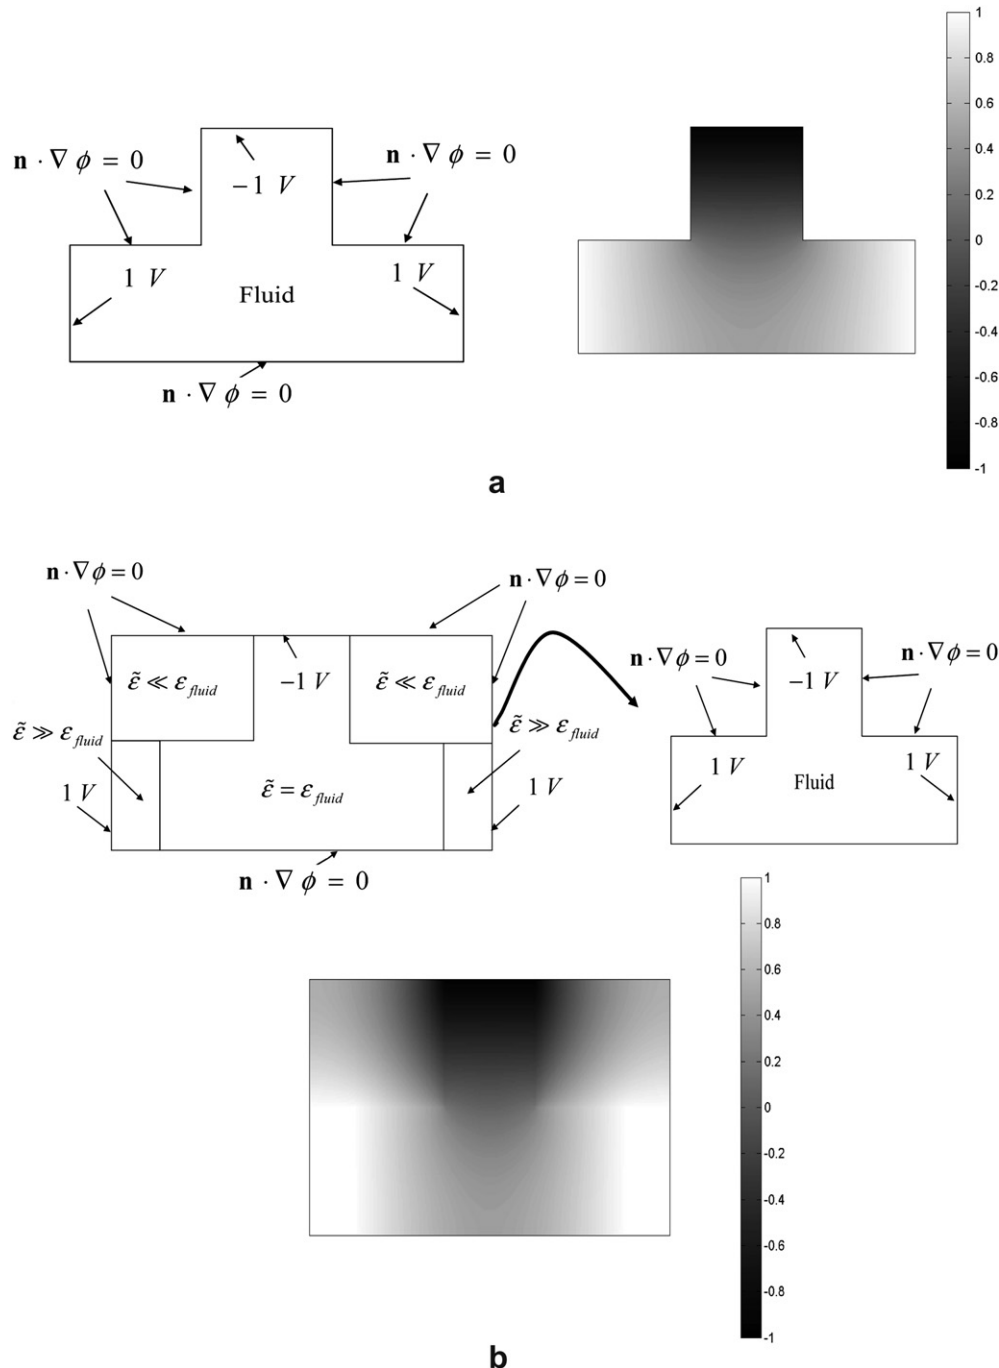 n · ∇ ϕ = 0
n · ∇ ϕ = 0
−1 V
1 V
1 V
Fluid
n · ∇ ϕ = 0
1
0.8
0.6
0.4
0.2
0
-0.2
-0.4
-0.6
-0.8
-1
a
n · ∇ϕ = 0
n · ∇ϕ = 0
ε̃ ≪ ε_fluid
−1 V
ε̃ ≪ ε_fluid
ε̃ ≫ ε_fluid
ε̃ ≫ ε_fluid
1 V
ε̃ = ε_fluid
1 V
n · ∇ ϕ = 0
n · ∇ϕ = 0
n · ∇ϕ = 0
−1 V
1 V
1 V
Fluid
1
0.8
0.6
0.4
0.2
0
-0.2
-0.4
-0.6
-0.8
-1
b